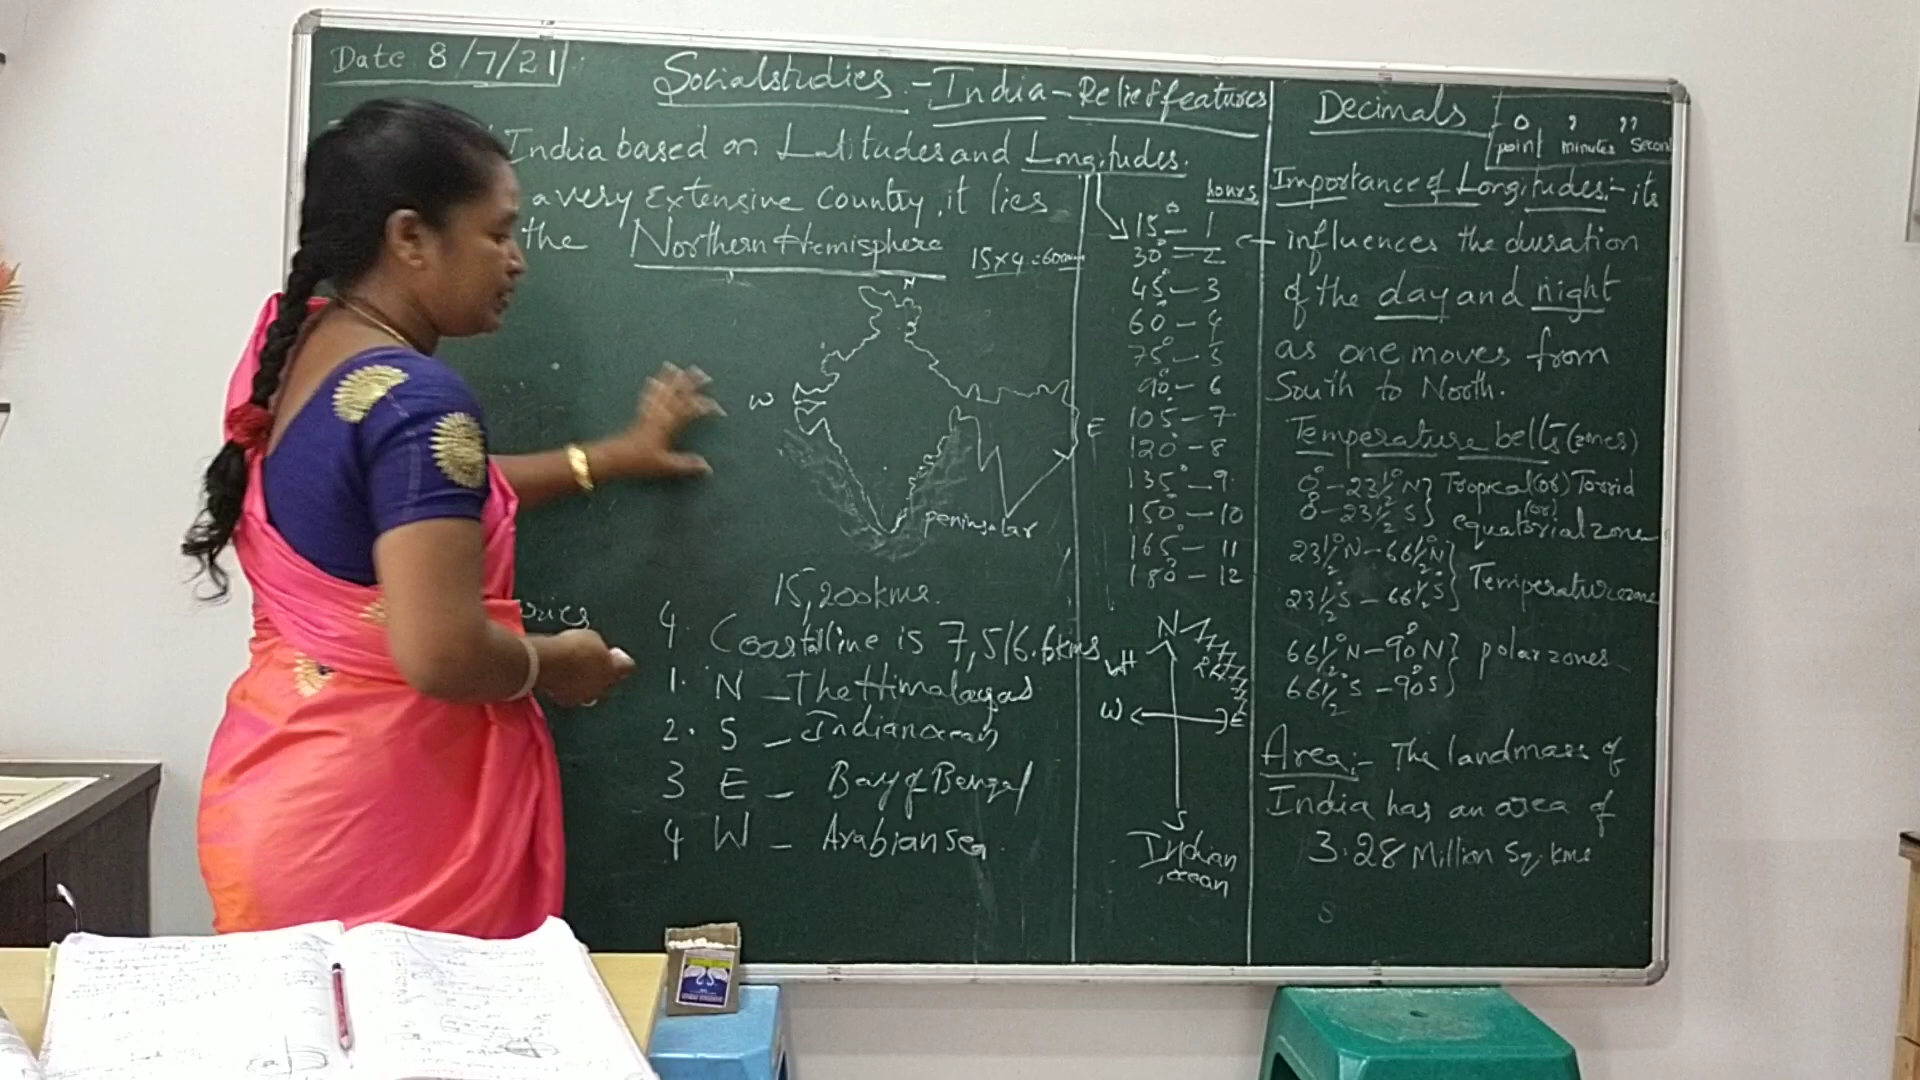 Date 8/7/21
Socialstudies - India - Relief features
India based on Latitudes and Longitudes.
a very Extensive country, it lies
the Northern Hemisphere
15x4=60min
N
W
E
peninsular
15,200kms.
4. Coastalline is 7,516.6kms
1. N - The Himalayas
2. S - Indianocean
3 E - Bay of Bengal
4 W - Arabian sea
hours
15° - 1
30° - 2
45° - 3
60° - 4
75° - 5
90° - 6
105° - 7
120° - 8
135° - 9
150° - 10
165° - 11
180° - 12
N
W
E
S
Indian
ocean
Decimals
° ' ''
point minutes second
Importance of Longitudes:- its
influences the duration
of the day and night
as one moves from
South to North.
Temperature belts (zones)
0° - 23½° N } Tropical (or) Torrid
0 - 23½° S } (or) equatorial zone
23½° N - 66½° N }
23½° S - 66½° S } Temperature zone
66½° N - 90° N } polar zones
66½° S - 90° S }
Area:- The landmass of
India has an area of
3.28 Million Sq. kms
S